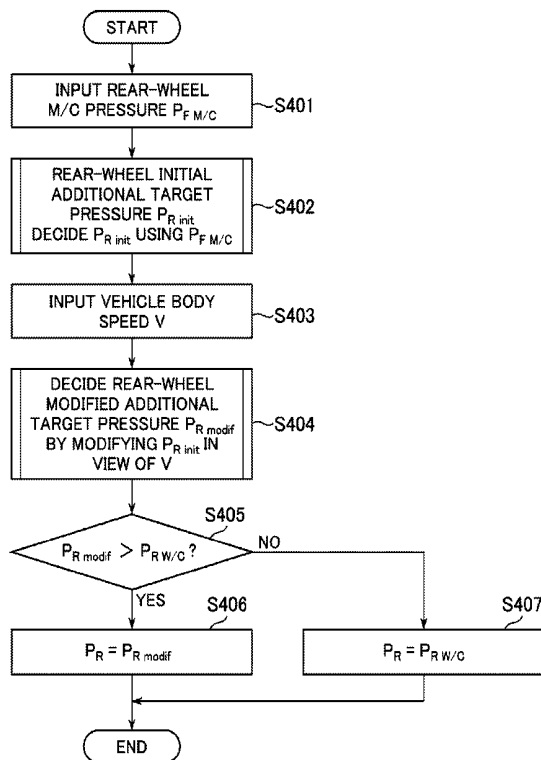 START
INPUT REAR-WHEEL
M/C PRESSURE P_F M/C
S401
REAR-WHEEL INITIAL
ADDITIONAL TARGET
PRESSURE P_R init
DECIDE P_R init USING P_F M/C
S402
INPUT VEHICLE BODY
SPEED V
S403
DECIDE REAR-WHEEL
MODIFIED ADDITIONAL
TARGET PRESSURE P_R modif
BY MODIFYING P_R init IN
VIEW OF V
S404
S405
P_R modif > P_R W/C ?
NO
YES
S406
P_R = P_R modif
S407
P_R = P_R W/C
END